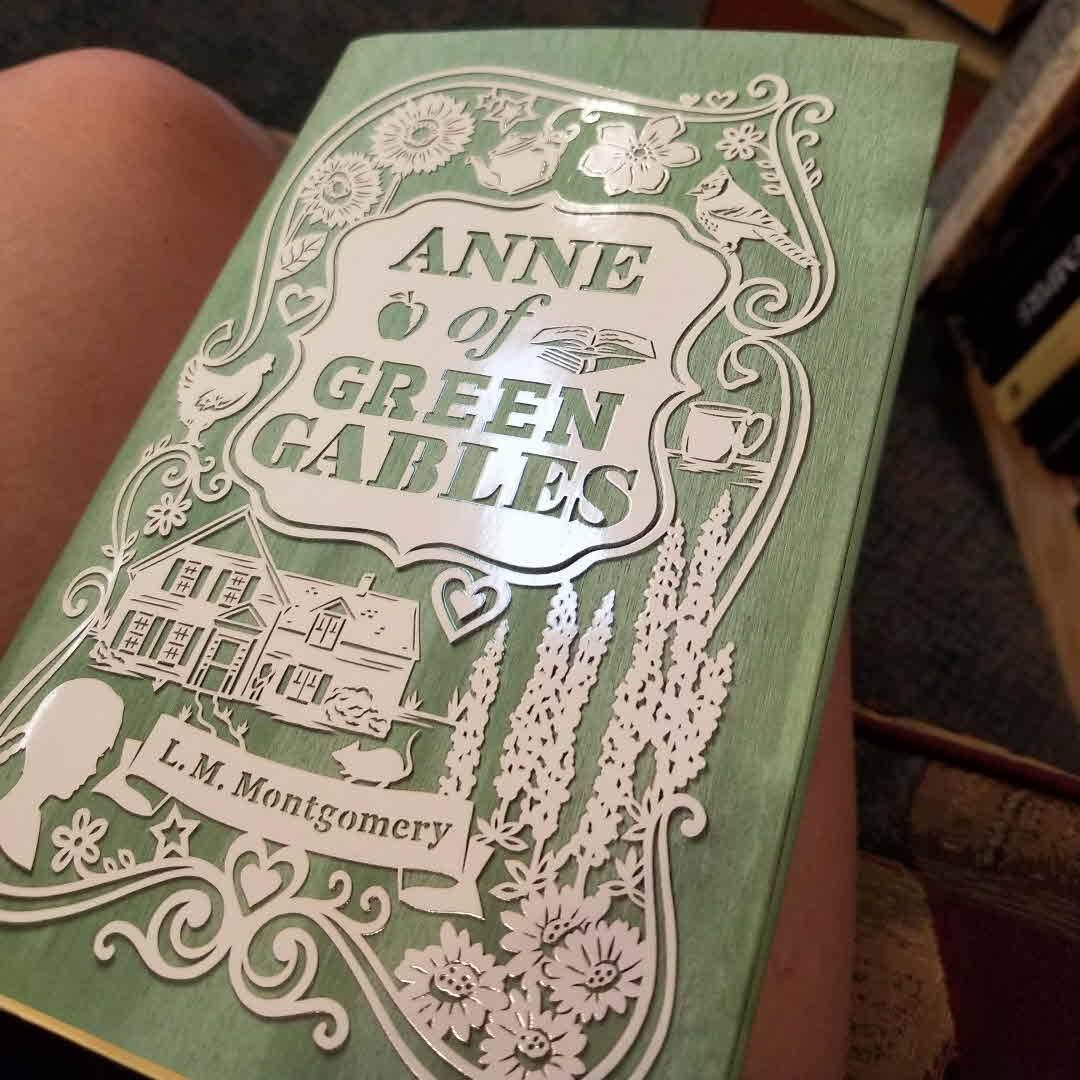 ANNE
of
GREEN
GABLES
L. M. Montgomery